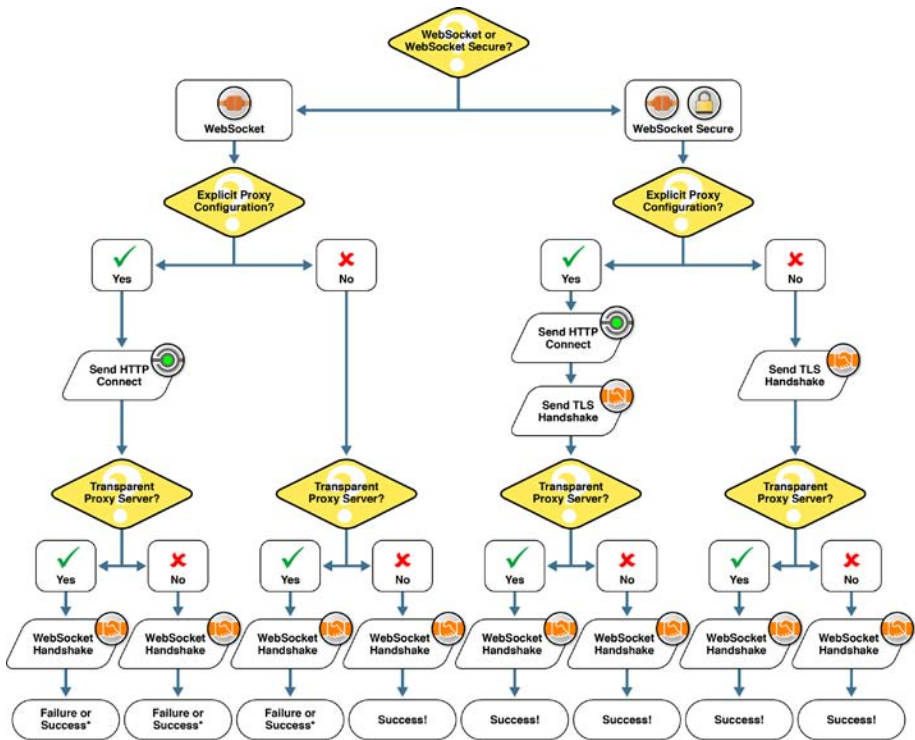 WebSocket or
WebSocket Secure?
WebSocket
WebSocket Secure
Explicit Proxy
Configuration?
Explicit Proxy
Configuration?
Yes
No
Yes
No
Send HTTP
Connect
Send HTTP
Connect
Send TLS
Handshake
Send TLS
Handshake
Transparent
Proxy Server?
Transparent
Proxy Server?
Transparent
Proxy Server?
Transparent
Proxy Server?
Yes
No
Yes
No
Yes
No
Yes
No
WebSocket
Handshake
WebSocket
Handshake
WebSocket
Handshake
WebSocket
Handshake
WebSocket
Handshake
WebSocket
Handshake
WebSocket
Handshake
WebSocket
Handshake
Failure or
Success*
Failure or
Success*
Failure or
Success*
Success!
Success!
Success!
Success!
Success!